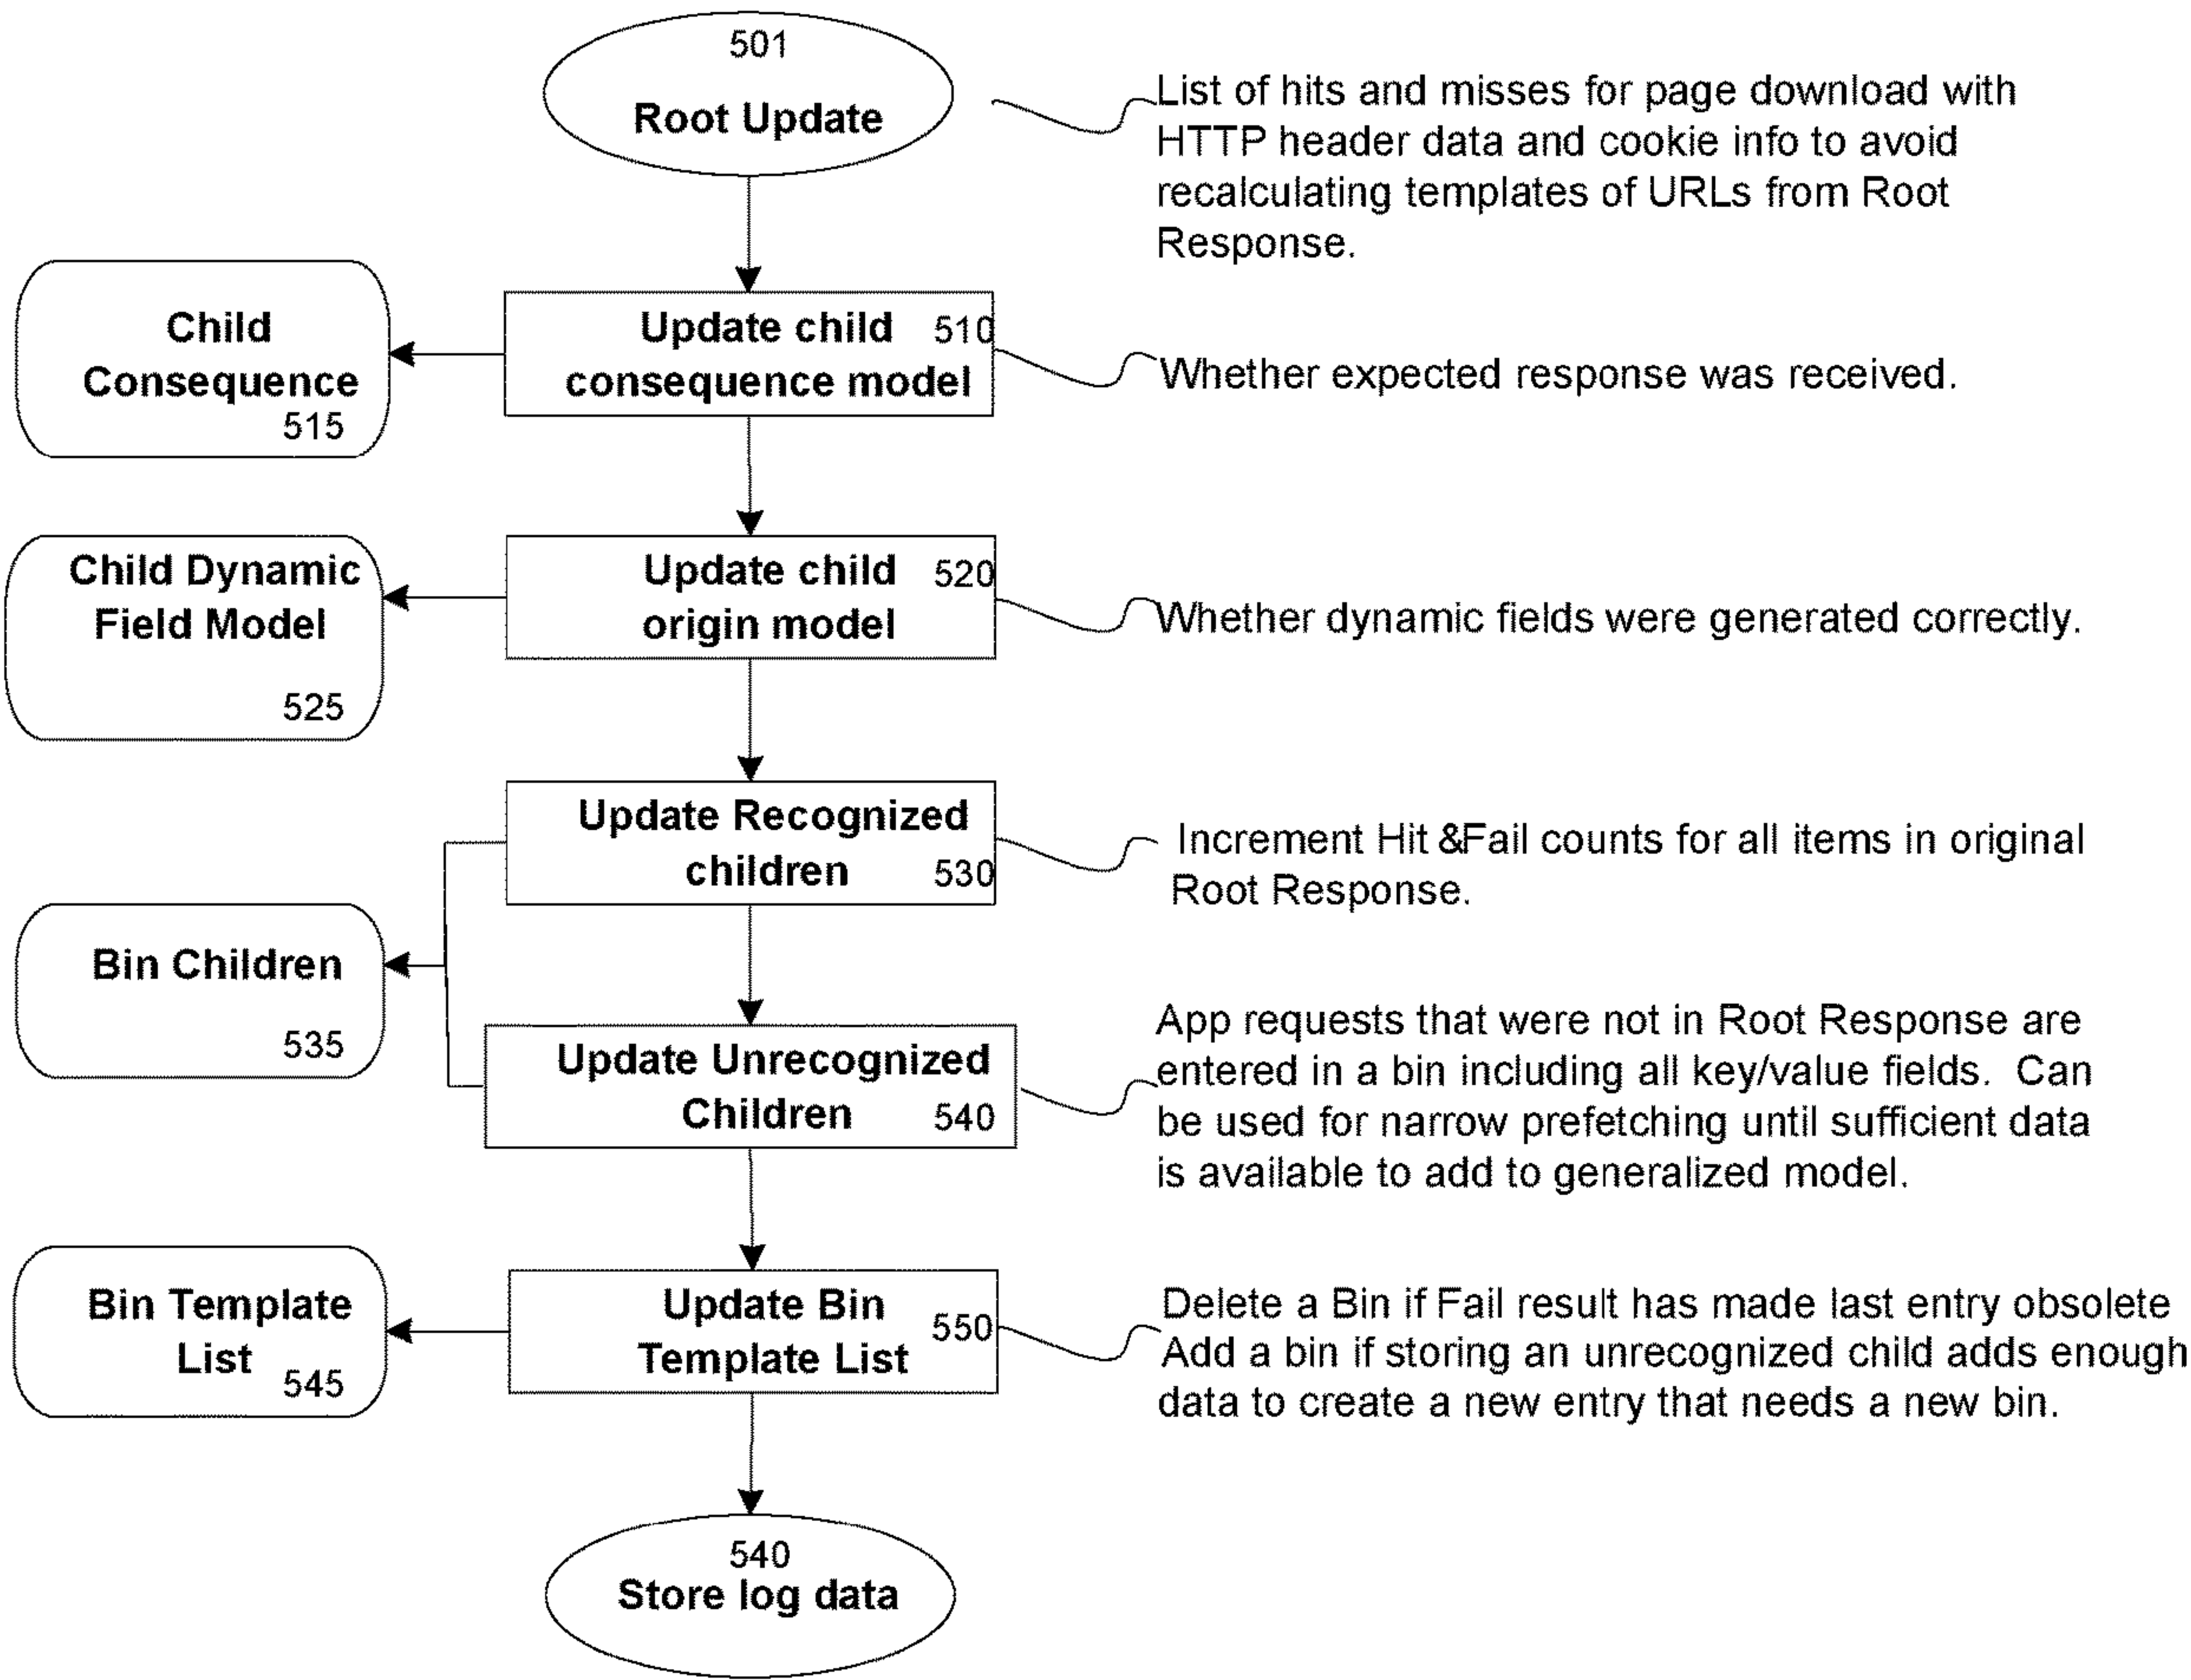 501
Root Update
List of hits and misses for page download with
HTTP header data and cookie info to avoid
recalculating templates of URLs from Root
Response.
Child
Consequence
515
Update child 510
consequence model
Whether expected response was received.
Child Dynamic
Field Model
525
Update child 520
origin model
Whether dynamic fields were generated correctly.
Update Recognized
children 530
Increment Hit &Fail counts for all items in original
Root Response.
Bin Children
535
Update Unrecognized
Children 540
App requests that were not in Root Response are
entered in a bin including all key/value fields. Can
be used for narrow prefetching until sufficient data
is available to add to generalized model.
Bin Template
List 545
Update Bin 550
Template List
Delete a Bin if Fail result has made last entry obsolete
Add a bin if storing an unrecognized child adds enough
data to create a new entry that needs a new bin.
540
Store log data